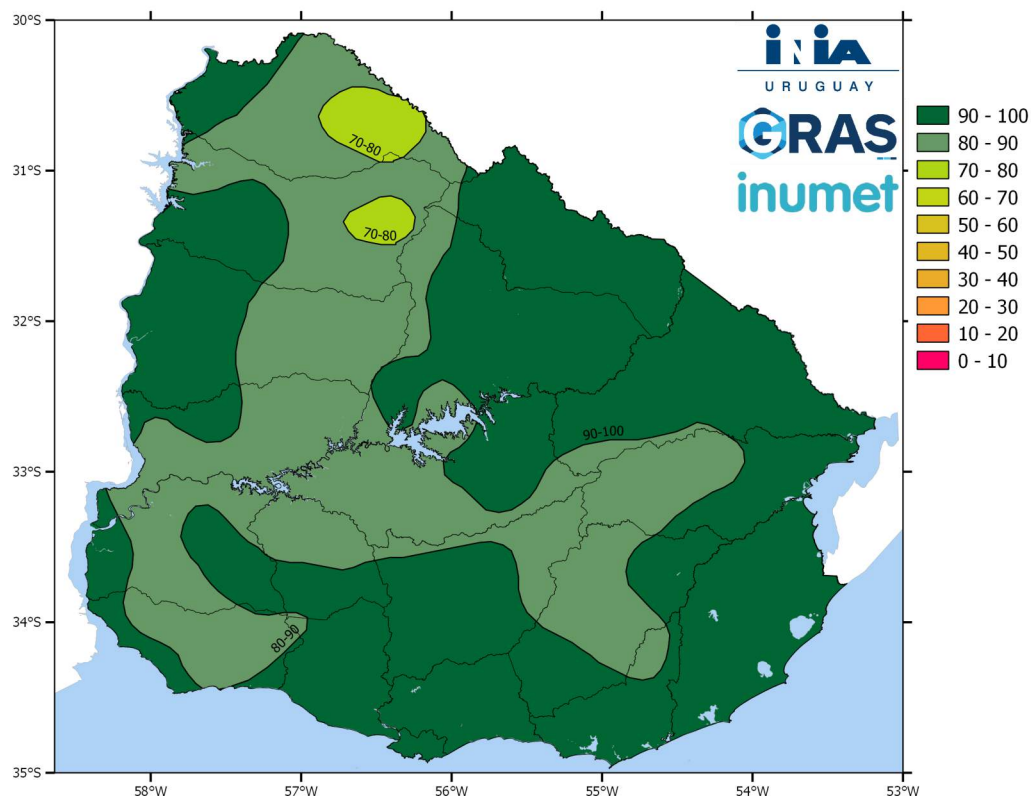 30°S
31°S
32°S
33°S
34°S
35°S
58°W
57°W
56°W
55°W
54°W
53°W
70-80
70-80
90-100
80-90
INIA
URUGUAY
GRAS
inumet
90 - 100
80 - 90
70 - 80
60 - 70
50 - 60
40 - 50
30 - 40
20 - 30
10 - 20
0 - 10